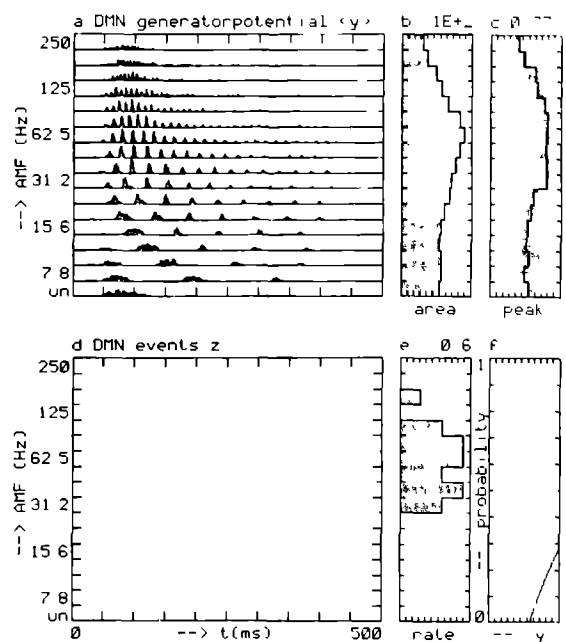 a DMN generatorpotential <y>
b 1E+
c 0
250
125
62 5
31 2
15 6
7 8
un
--> AMF (Hz)
area
peak
d DMN events z
e 0 6
f
250
125
62 5
31 2
15 6
7 8
un
--> AMF (Hz)
0 --> t(ms) 500
rate
1
-- probability
0
-- y